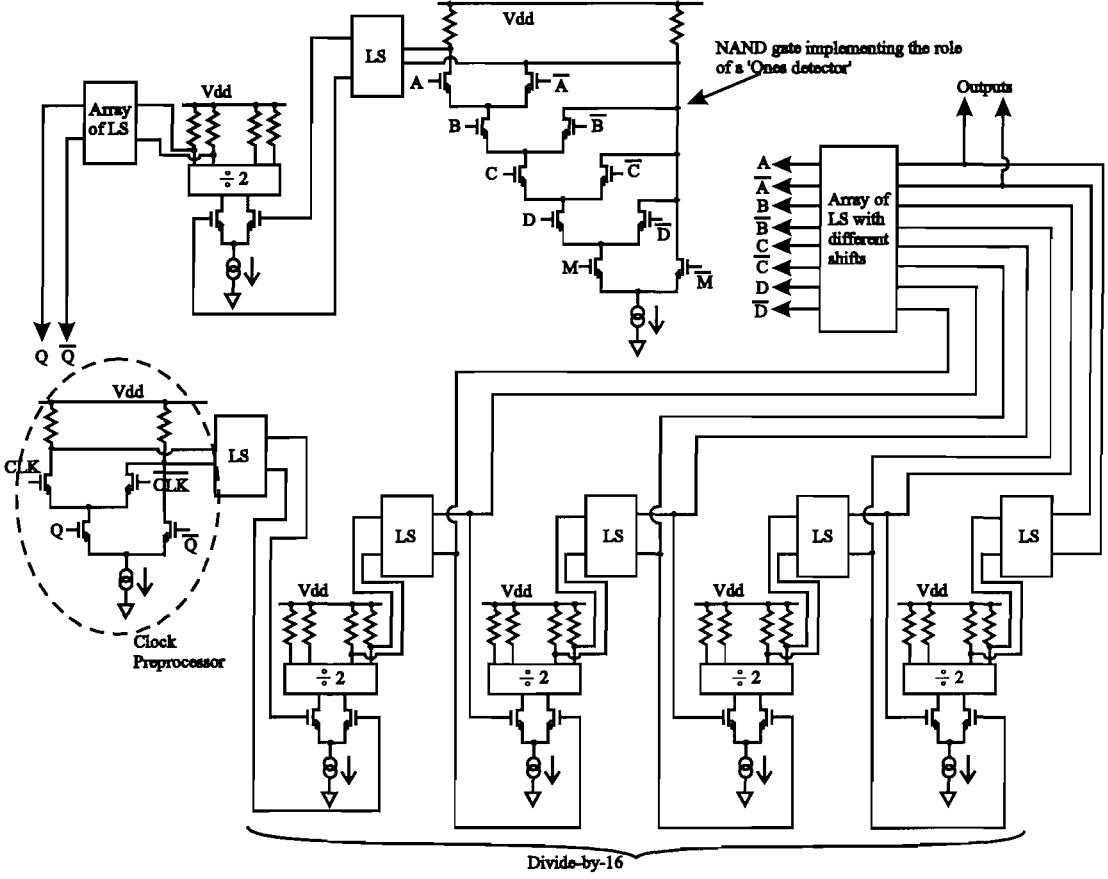 Vdd
LS
NAND gate implementing the role
of a 'Ones detector'
A
A̅
B
B̅
C
C̅
D
D̅
M
M̅
Array
of LS
Vdd
÷ 2
Q
Q̅
Outputs
A
A̅
B
B̅
C
C̅
D
D̅
Array of
LS with
different
shifts
Vdd
CLK
C̅L̅K̅
Q
Q̅
LS
Clock
Preprocessor
LS
LS
LS
LS
Vdd
Vdd
Vdd
Vdd
÷ 2
÷ 2
÷ 2
÷ 2
Divide-by-16